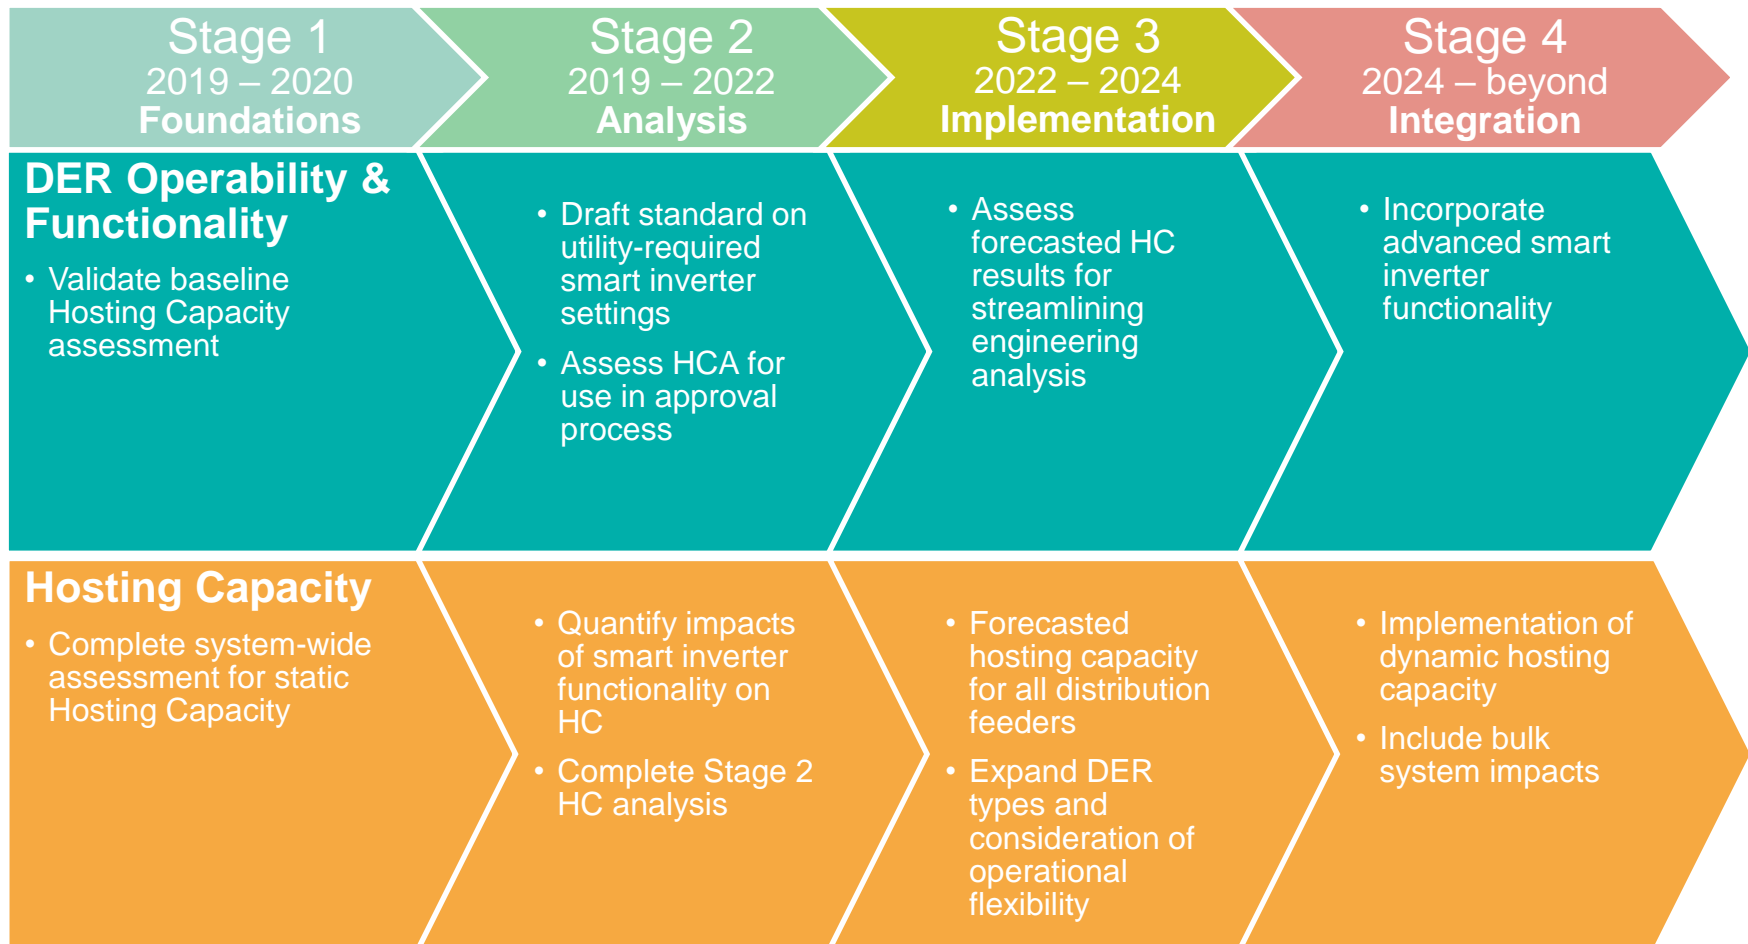 Stage 1
2019 – 2020
Foundations
Stage 2
2019 – 2022
Analysis
Stage 3
2022 – 2024
Implementation
Stage 4
2024 – beyond
Integration
DER Operability &
Functionality
• Validate baseline
Hosting Capacity
assessment
• Draft standard on
utility-required
smart inverter
settings
• Assess HCA for
use in approval
process
• Assess
forecasted HC
results for
streamlining
engineering
analysis
• Incorporate
advanced smart
inverter
functionality
Hosting Capacity
• Complete system-wide
assessment for static
Hosting Capacity
• Quantify impacts
of smart inverter
functionality on
HC
• Complete Stage 2
HC analysis
• Forecasted
hosting capacity
for all distribution
feeders
• Expand DER
types and
consideration of
operational
flexibility
• Implementation of
dynamic hosting
capacity
• Include bulk
system impacts